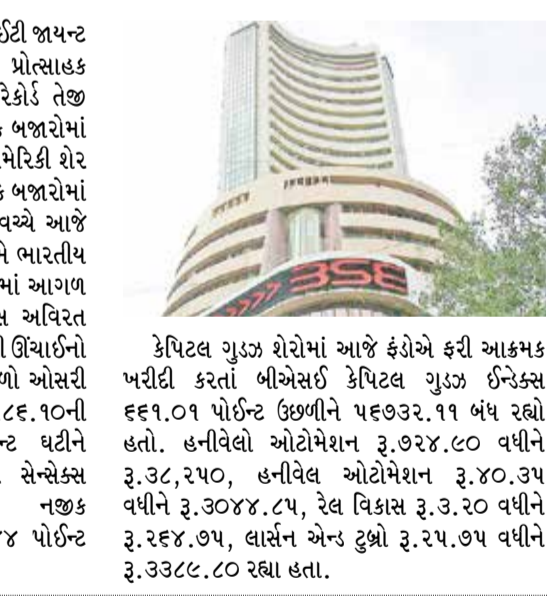 ઈટી જાયન્ટ
પ્રોત્સાહક
રેકોર્ડ તેજી
બજારોમાં
મેરિકી શેર
ક બજારોમાં
વચ્ચે આજે
ભારતીય
માં આગળ
સ અવિરત
ી ઊંચાઈનો
ળો ઓસરી
૮૬.૧૦ની
ન્ટ ઘટીને
સેન્સેક્સ
નજીક
૪ પોઈન્ટ
BSE
કેપિટલ ગુડઝ શેરોમાં આજે ફંડોએ ફરી આક્રમક
ખરીદી કરતાં બીએસઈ કેપિટલ ગુડઝ ઈન્ડેક્સ
૬૬૧.૦૧ પોઈન્ટ ઉછળીને ૫૬૭૩૨.૧૧ બંધ રહ્યો
હતો. હનીવેલો ઓટોમેશન રૂ.૭૨૪.૯૦ વધીને
રૂ.૩૮,૨૫૦, હનીવેલ ઓટોમેશન રૂ.૪૦.૩૫
વધીને રૂ.૩૦૪૪.૮૫, રેલ વિકાસ રૂ.૩.૨૦ વધીને
રૂ.૨૬૪.૭૫, લાર્સન એન્ડ ટુબ્રો રૂ.૨૫.૭૫ વધીને
રૂ.૩૩૮૯.૮૦ રહ્યા હતા.